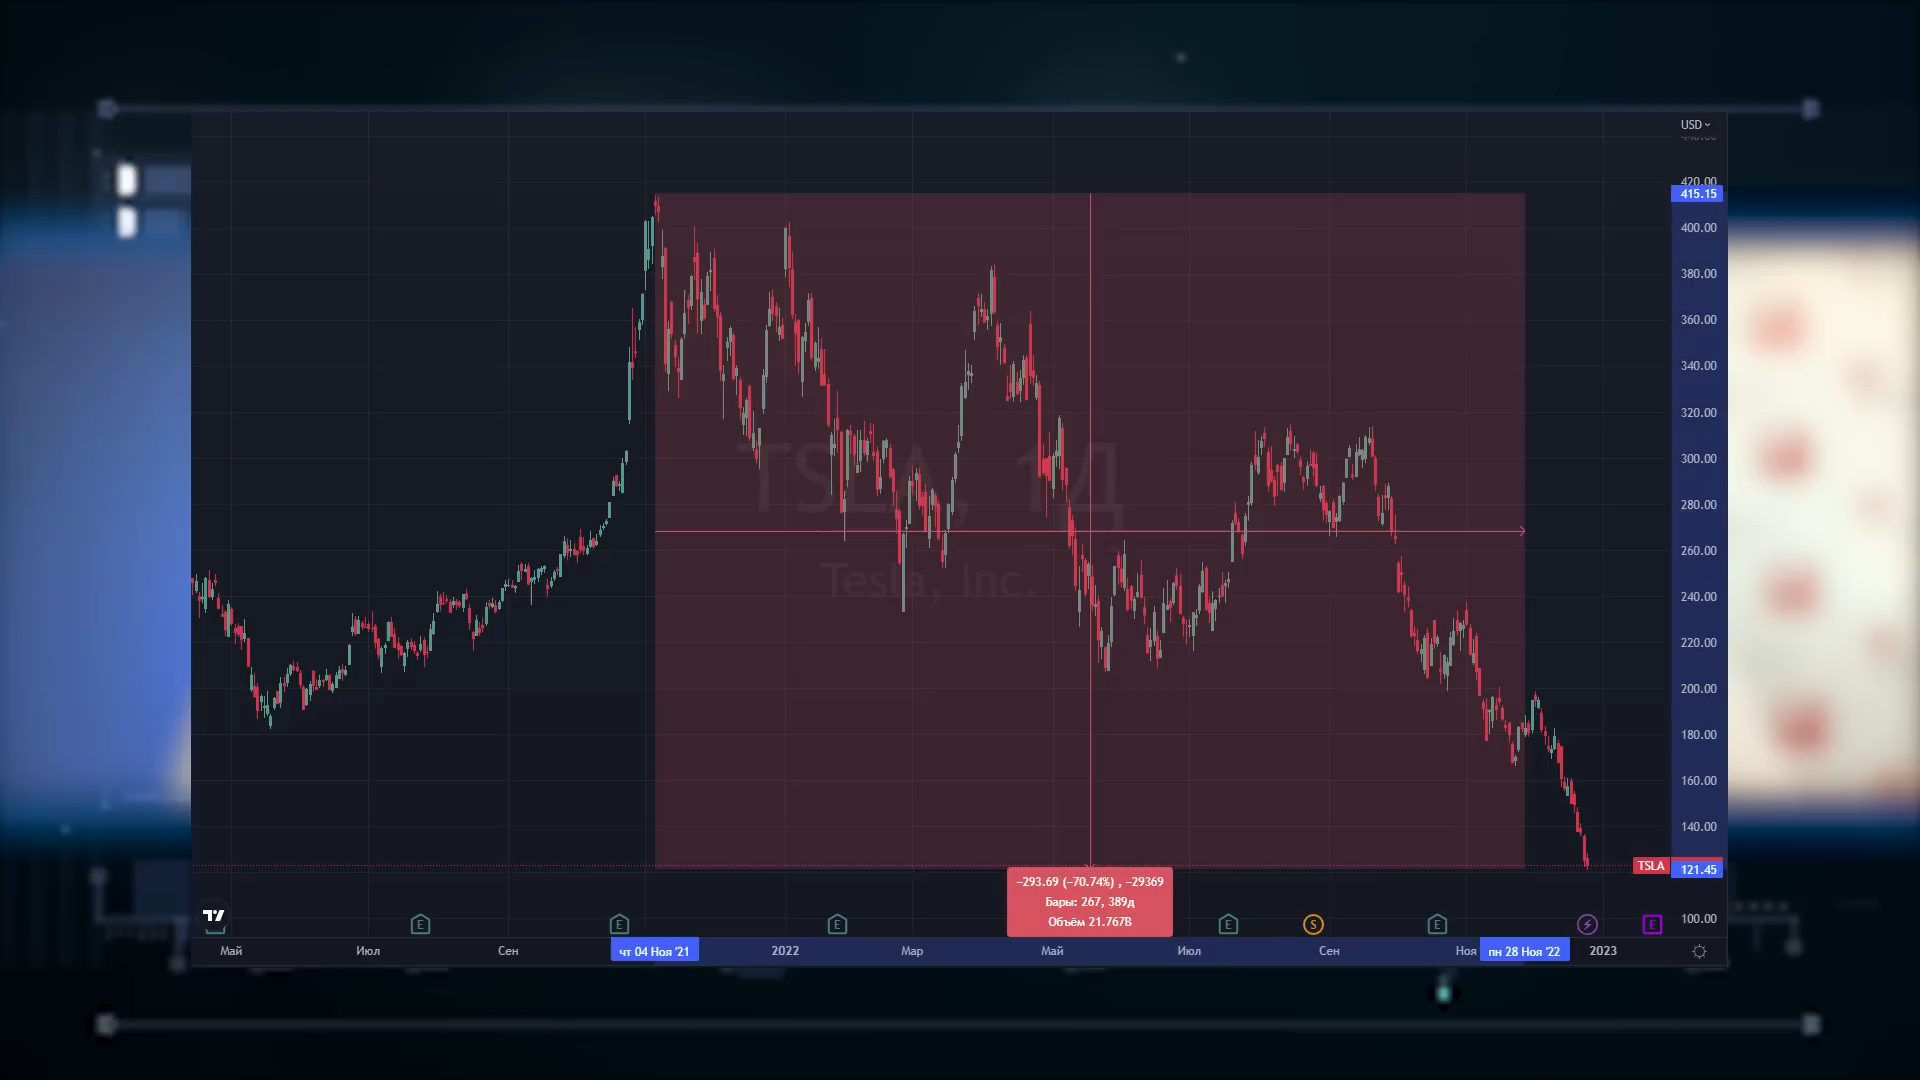 USD
420.00
415.15
400.00
380.00
360.00
340.00
320.00
300.00
280.00
260.00
240.00
220.00
200.00
180.00
160.00
140.00
TSLA 121.45
100.00
TSLA, 1Д
Tesla, Inc.
−293.69 (−70.74%) , −29369
Бары: 267, 389д
Объём 21.767B
E E E E S E E
Май Июл Сен чт 04 Ноя '21 2022 Мар Май Июл Сен Ноя пн 28 Ноя '22 2023